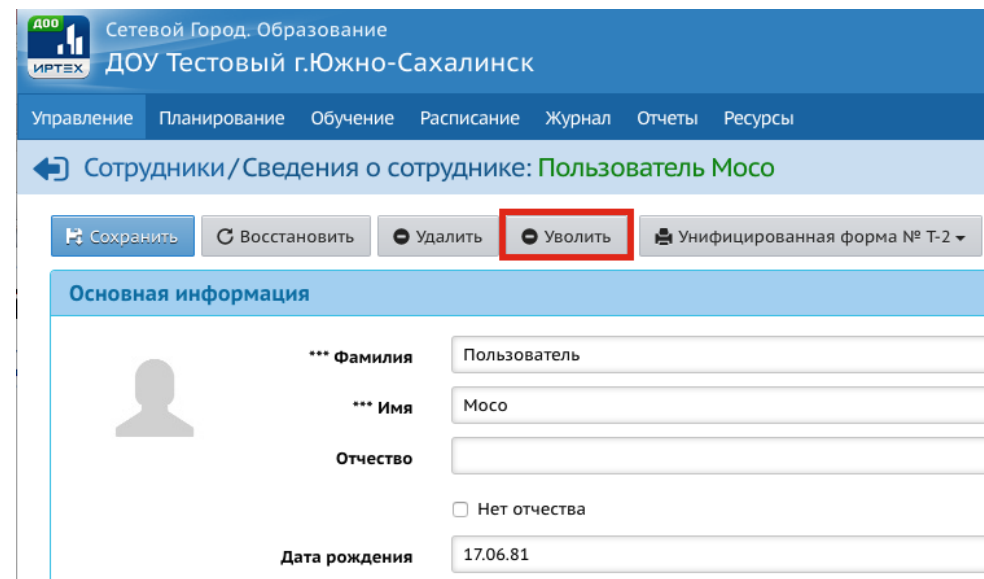 ДОО
ИРТЕХ
Сетевой Город. Образование
ДОУ Тестовый г.Южно-Сахалинск
Управление Планирование Обучение Расписание Журнал Отчеты Ресурсы
Сотрудники/Сведения о сотруднике: Пользователь Мосо
Сохранить Восстановить Удалить Уволить Унифицированная форма № Т-2
Основная информация
*** Фамилия Пользователь
*** Имя Мосо
Отчество
Нет отчества
Дата рождения 17.06.81